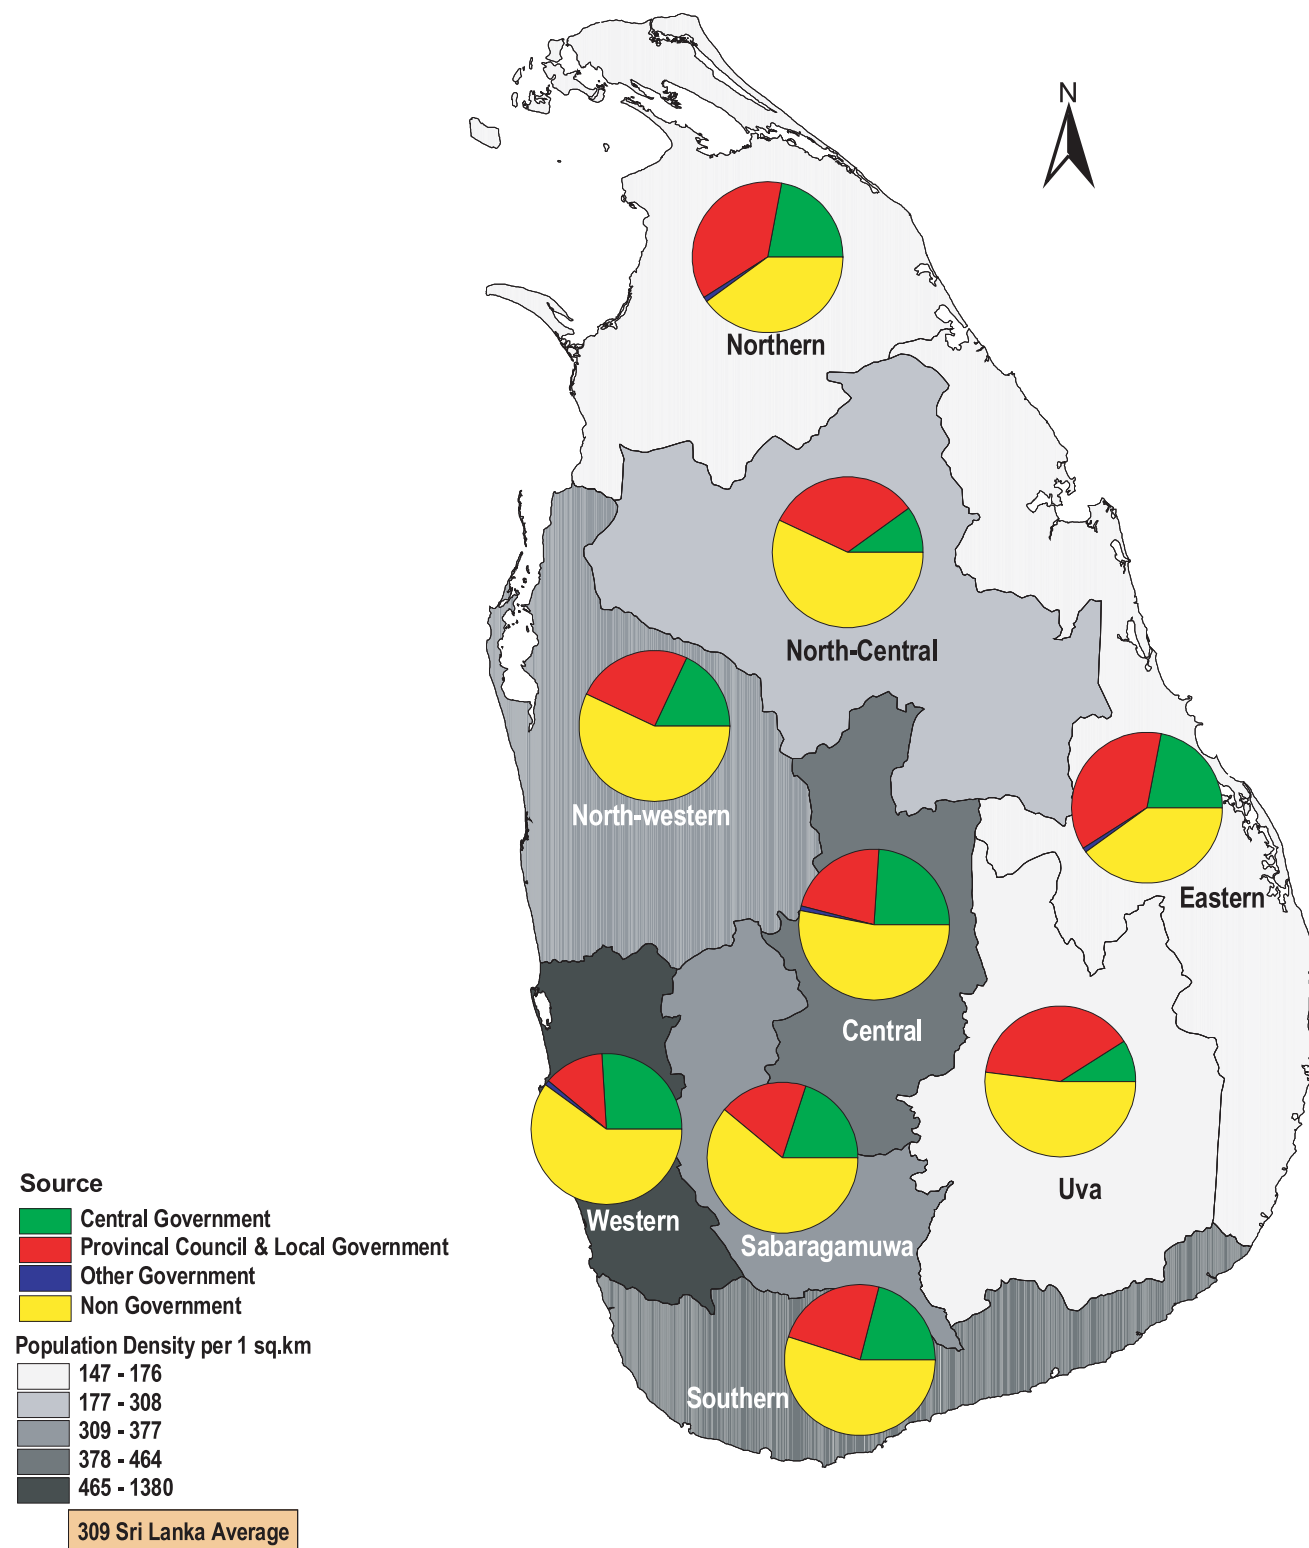 N
Northern
North-Central
North-western
Eastern
Central
Uva
Western
Sabaragamuwa
Southern
Source
Central Government
Provincal Council & Local Government
Other Government
Non Government
Population Density per 1 sq.km
147 - 176
177 - 308
309 - 377
378 - 464
465 - 1380
309 Sri Lanka Average